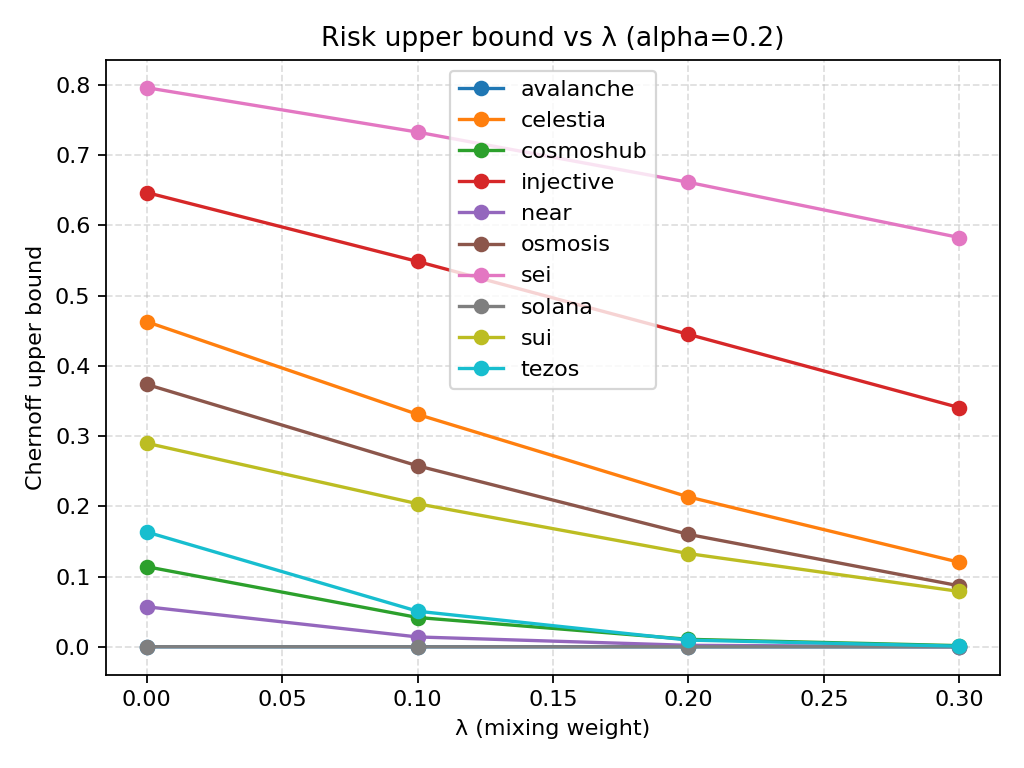 Risk upper bound vs λ (alpha=0.2)
Chernoff upper bound
0.8
0.7
0.6
0.5
0.4
0.3
0.2
0.1
0.0
avalanche
celestia
cosmoshub
injective
near
osmosis
sei
solana
sui
tezos
0.00 0.05 0.10 0.15 0.20 0.25 0.30
λ (mixing weight)